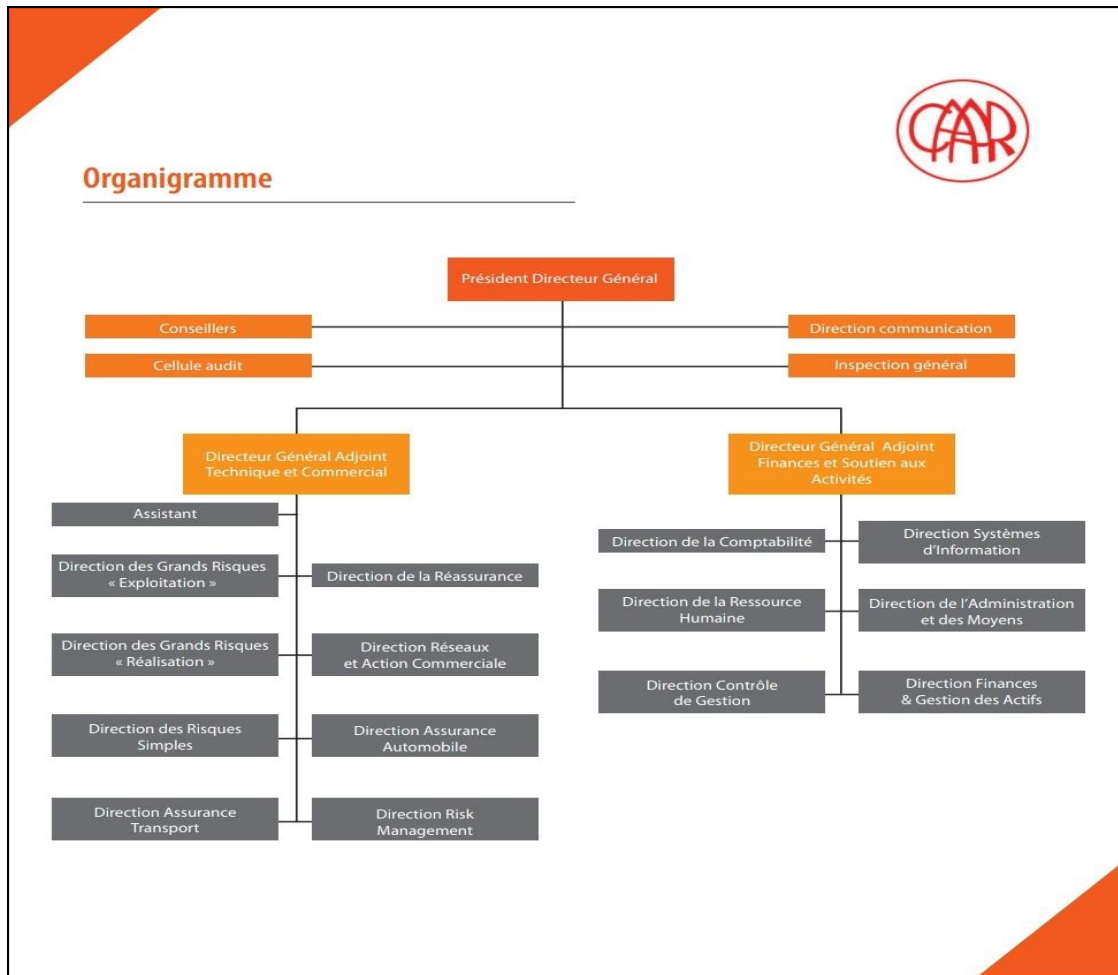 CAAR
Organigramme
Président Directeur Général
Conseillers
Direction communication
Cellule audit
Inspection général
Directeur Général Adjoint
Technique et Commercial
Directeur Général Adjoint
Finances et Soutien aux
Activités
Assistant
Direction des Grands Risques
« Exploitation »
Direction de la Réassurance
Direction des Grands Risques
« Réalisation »
Direction Réseaux
et Action Commerciale
Direction des Risques
Simples
Direction Assurance
Automobile
Direction Assurance
Transport
Direction Risk
Management
Direction de la Comptabilité
Direction Systèmes
d’Information
Direction de la Ressource
Humaine
Direction de l’Administration
et des Moyens
Direction Contrôle
de Gestion
Direction Finances
& Gestion des Actifs